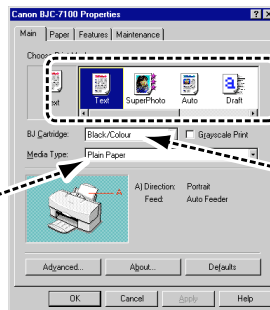 Canon BJC-7100 Properties
Main Paper Features Maintenance
Text SuperPhoto Auto Draft
BJ Cartridge: Black/Colour Grayscale Print
Media Type: Plain Paper
A
A) Direction: Portrait
Feed: Auto Feeder
Advanced... About... Defaults
OK Cancel Apply Help